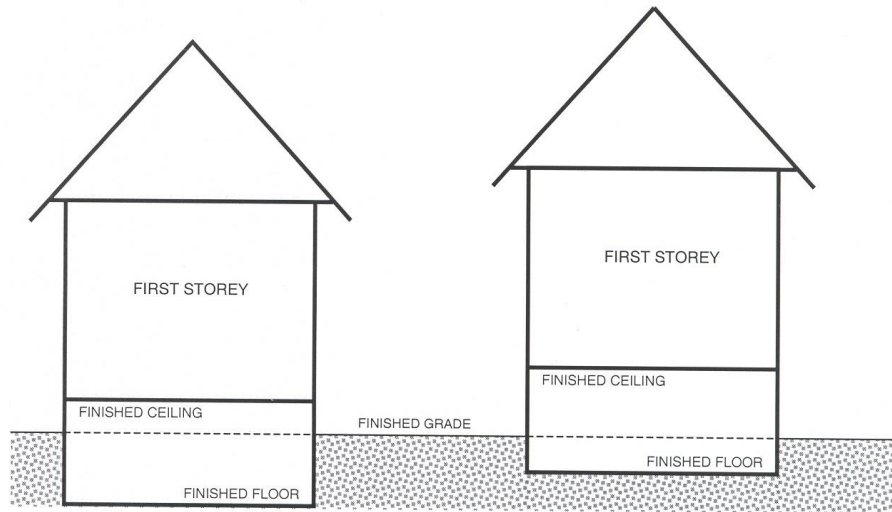 FIRST STOREY
FINISHED CEILING
FINISHED FLOOR
FINISHED GRADE
FIRST STOREY
FINISHED CEILING
FINISHED FLOOR